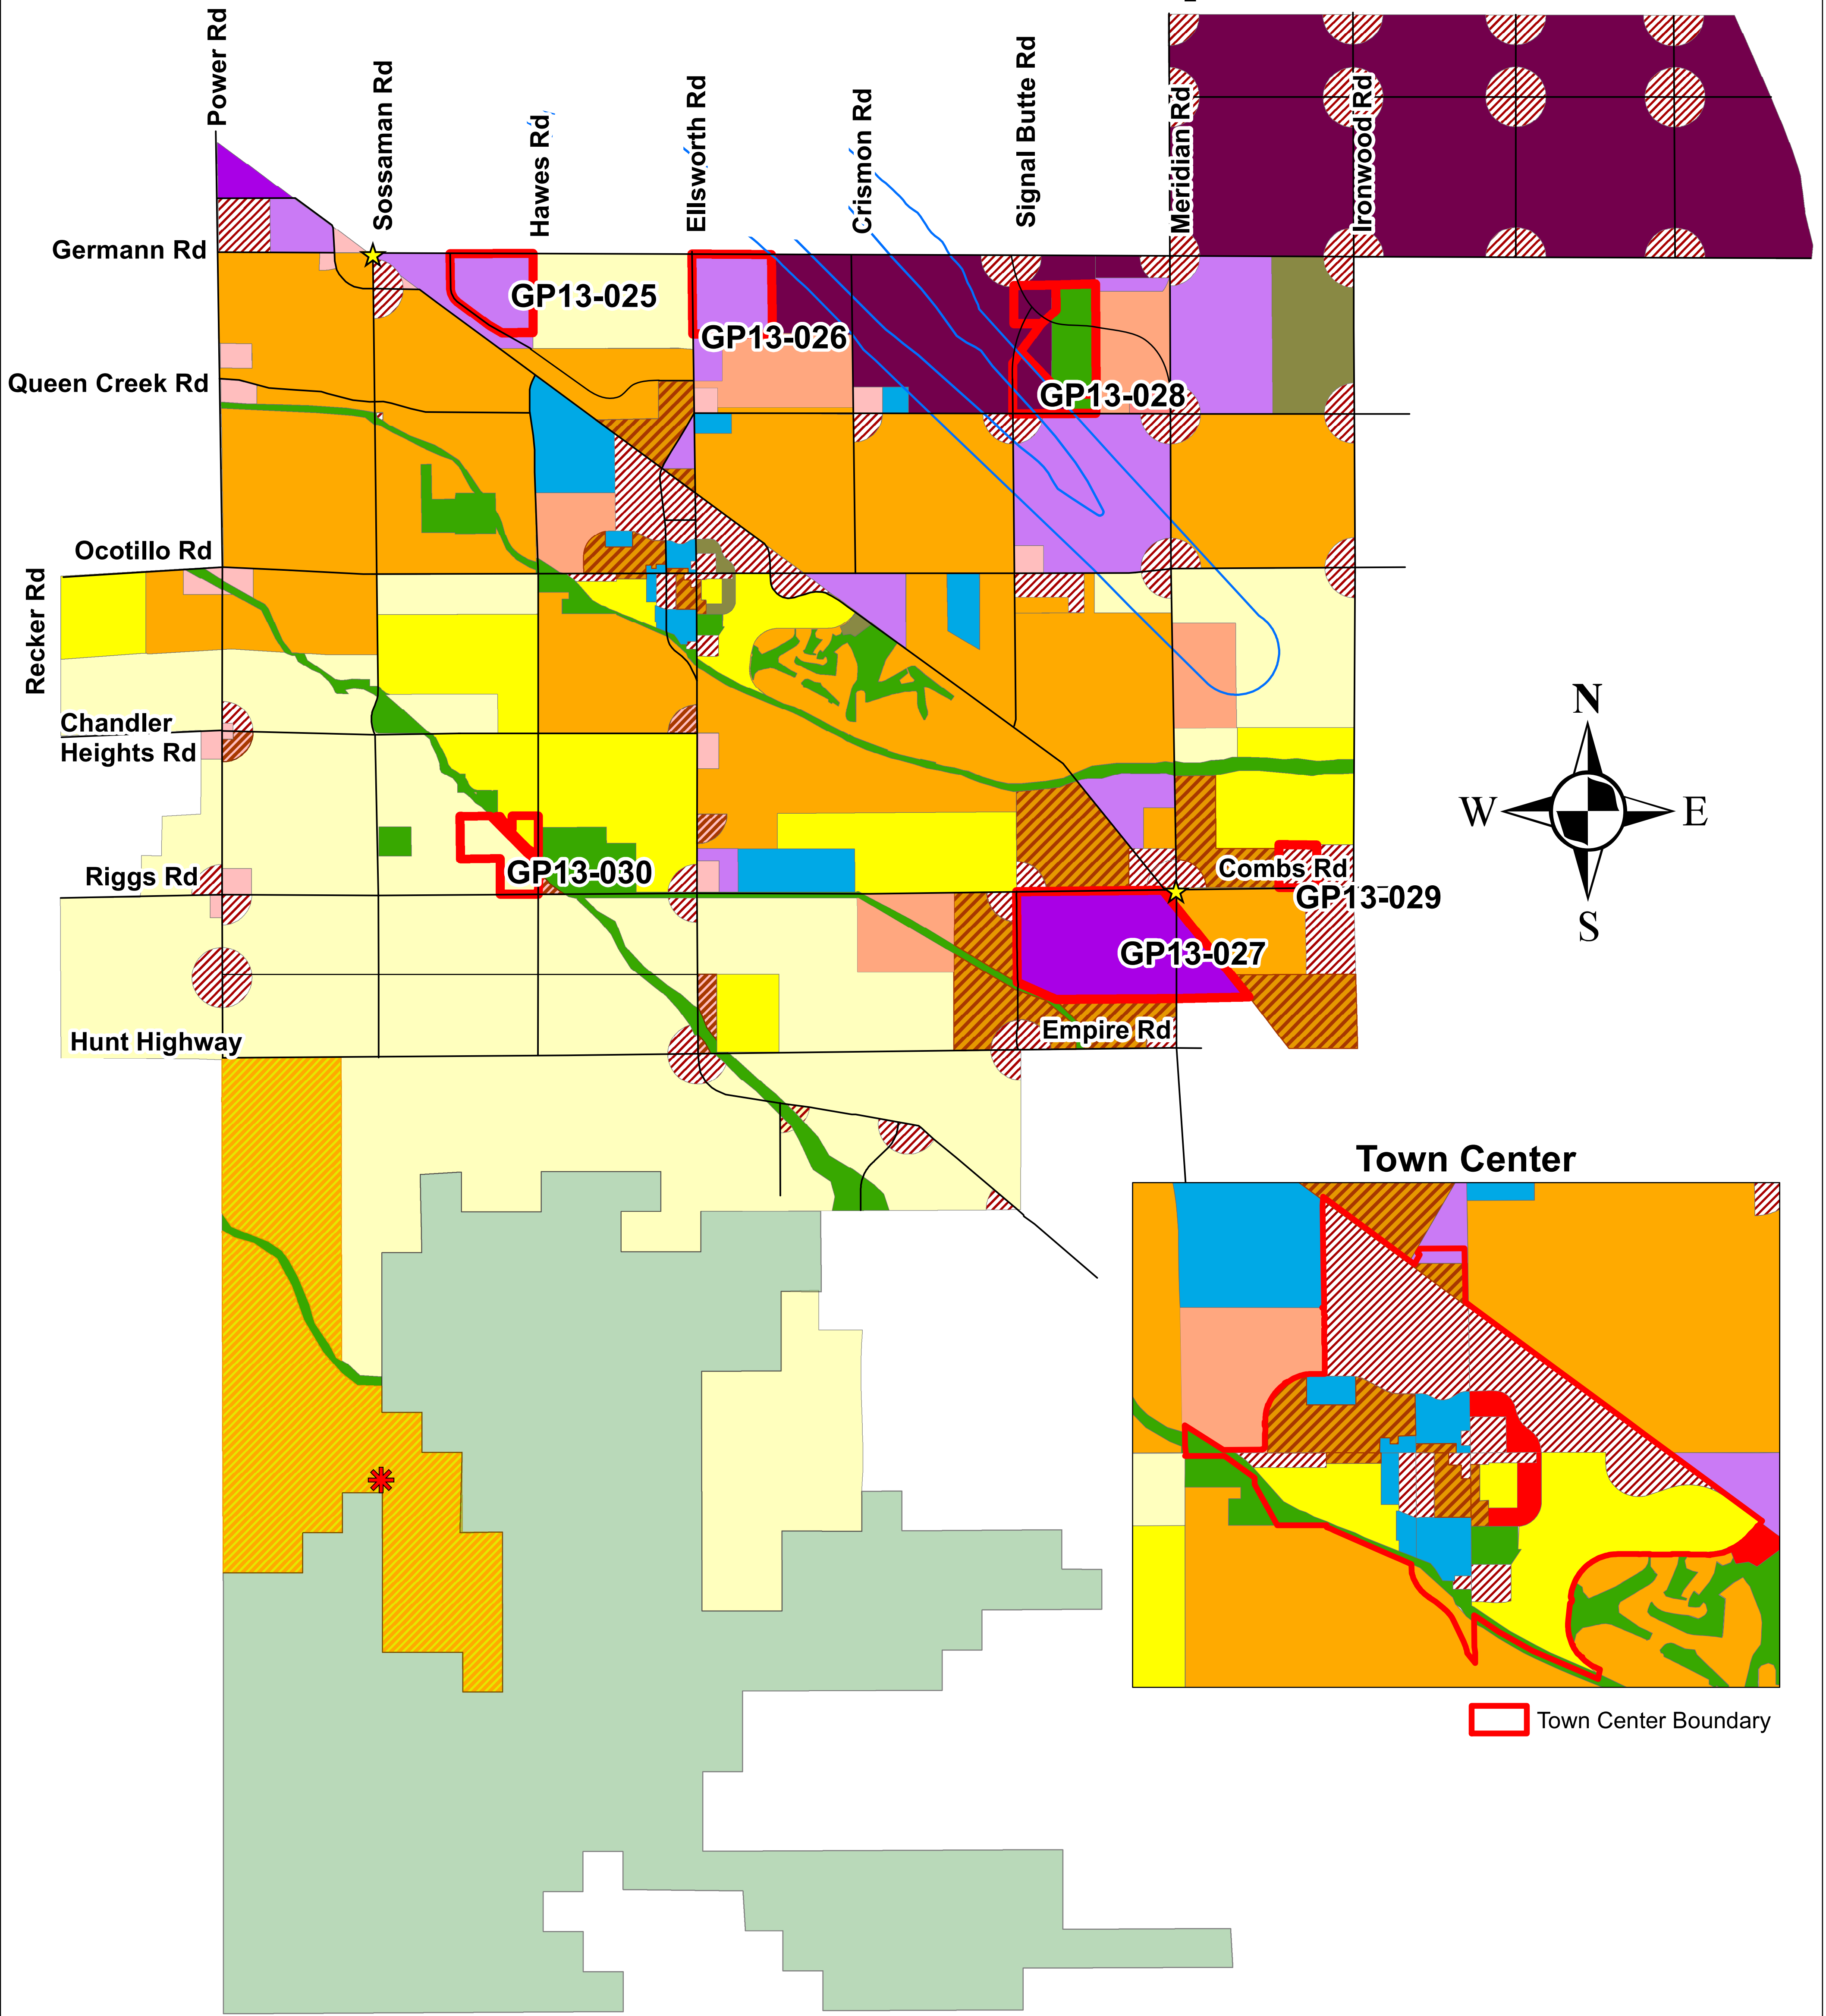 Power Rd
Sossaman Rd
Hawes Rd
Ellsworth Rd
Crismon Rd
Signal Butte Rd
Meridian Rd
Ironwood Rd
Germann Rd
GP13-025
GP13-026
GP13-028
Queen Creek Rd
Ocotillo Rd
Recker Rd
Chandler
Heights Rd
N
W
E
S
Riggs Rd
GP13-030
Combs Rd
GP13-029
GP13-027
Hunt Highway
Empire Rd
Town Center
Town Center Boundary